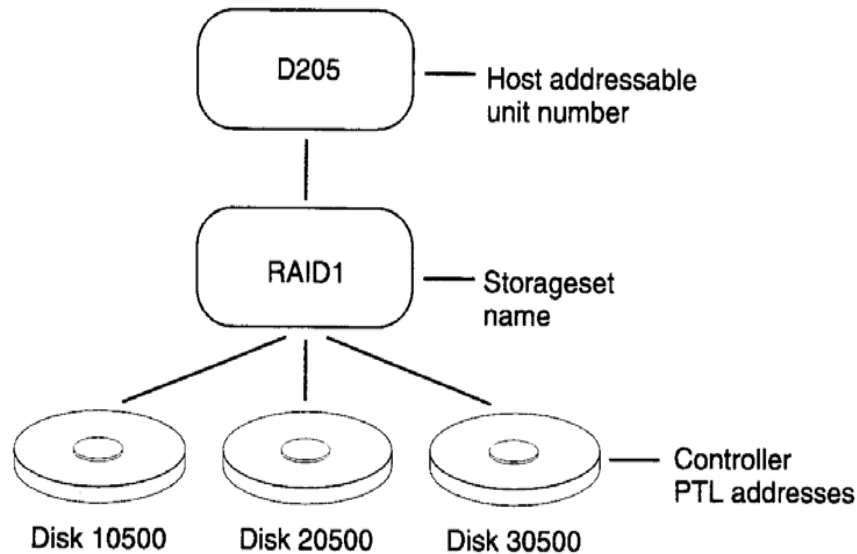 D205
Host addressable
unit number
RAID1
Storageset
name
Controller
PTL addresses
Disk 10500
Disk 20500
Disk 30500